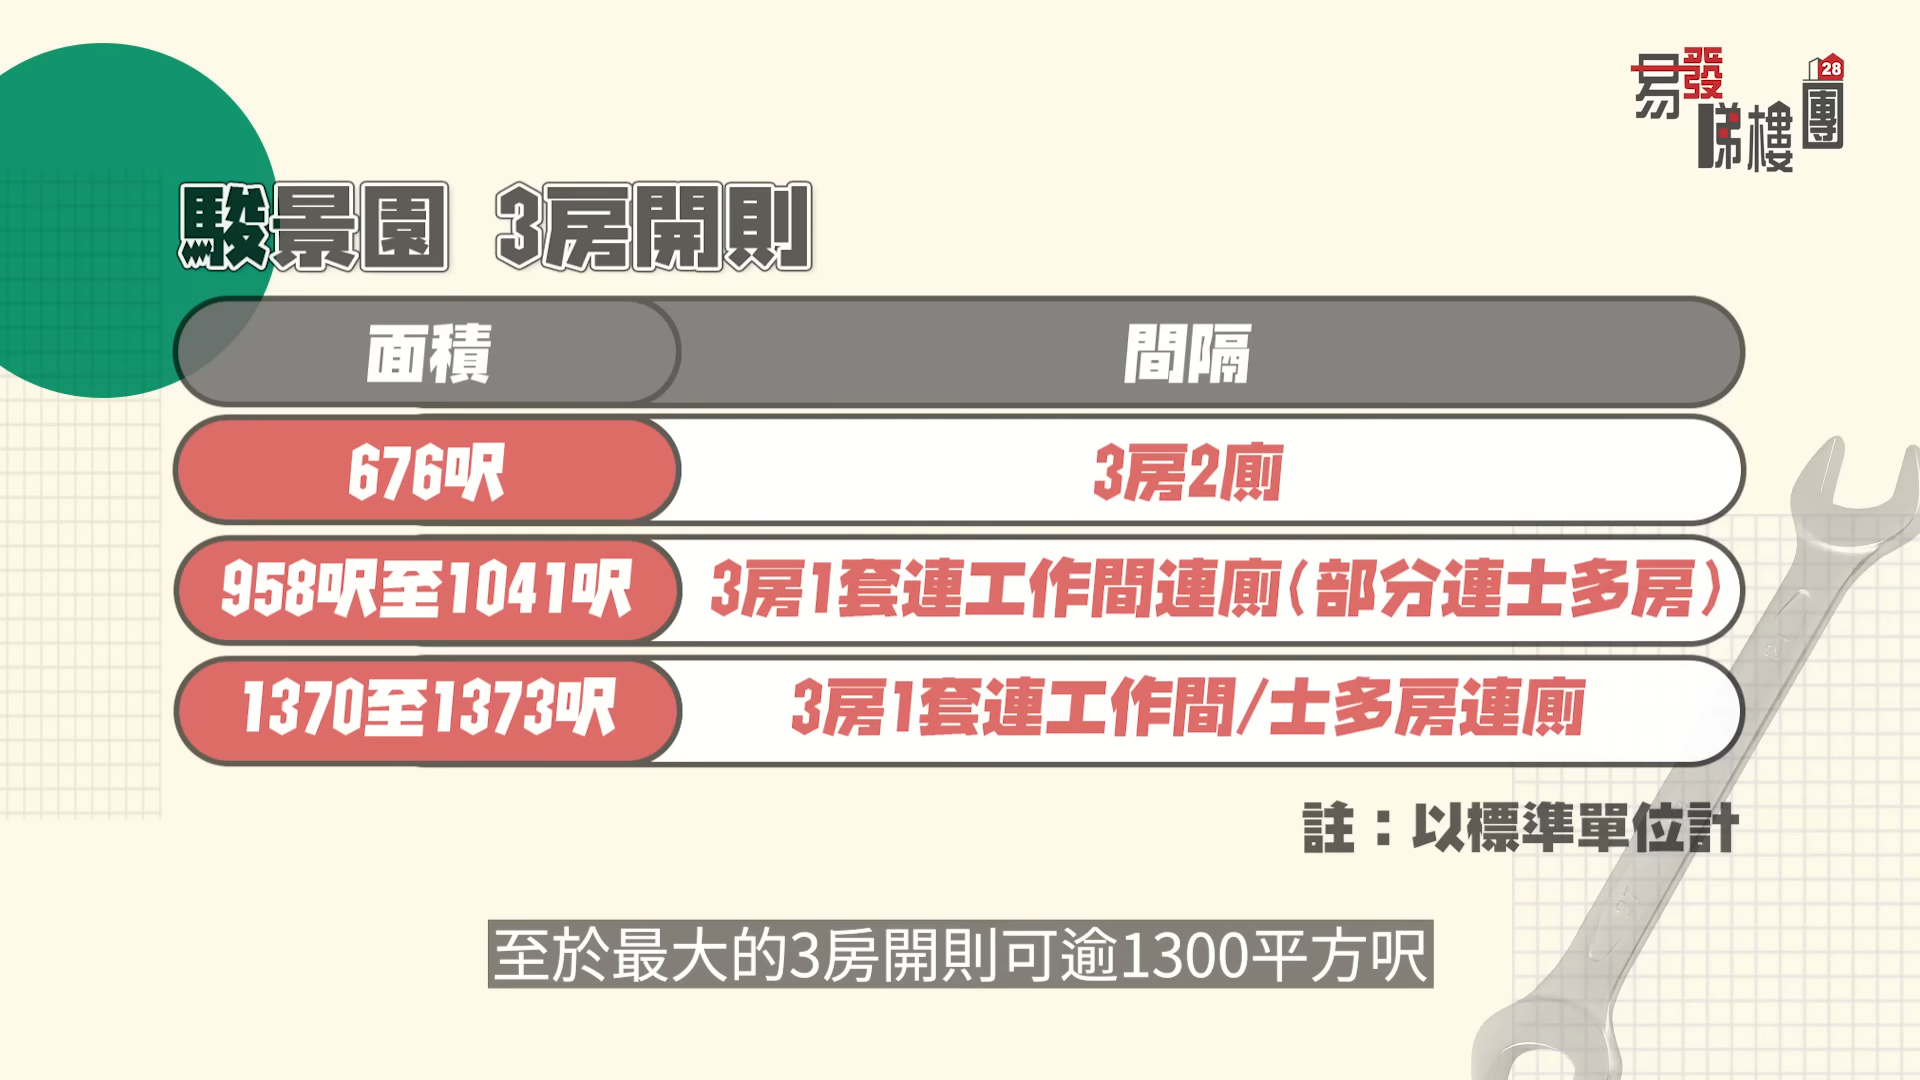 易發睇樓團 28
駿景園 3房開則
面積 間隔
676呎 3房2廁
958呎至1041呎 3房1套連工作間連廁(部分連士多房)
1370至1373呎 3房1套連工作間/士多房連廁
註：以標準單位計
至於最大的3房開則可逾1300平方呎